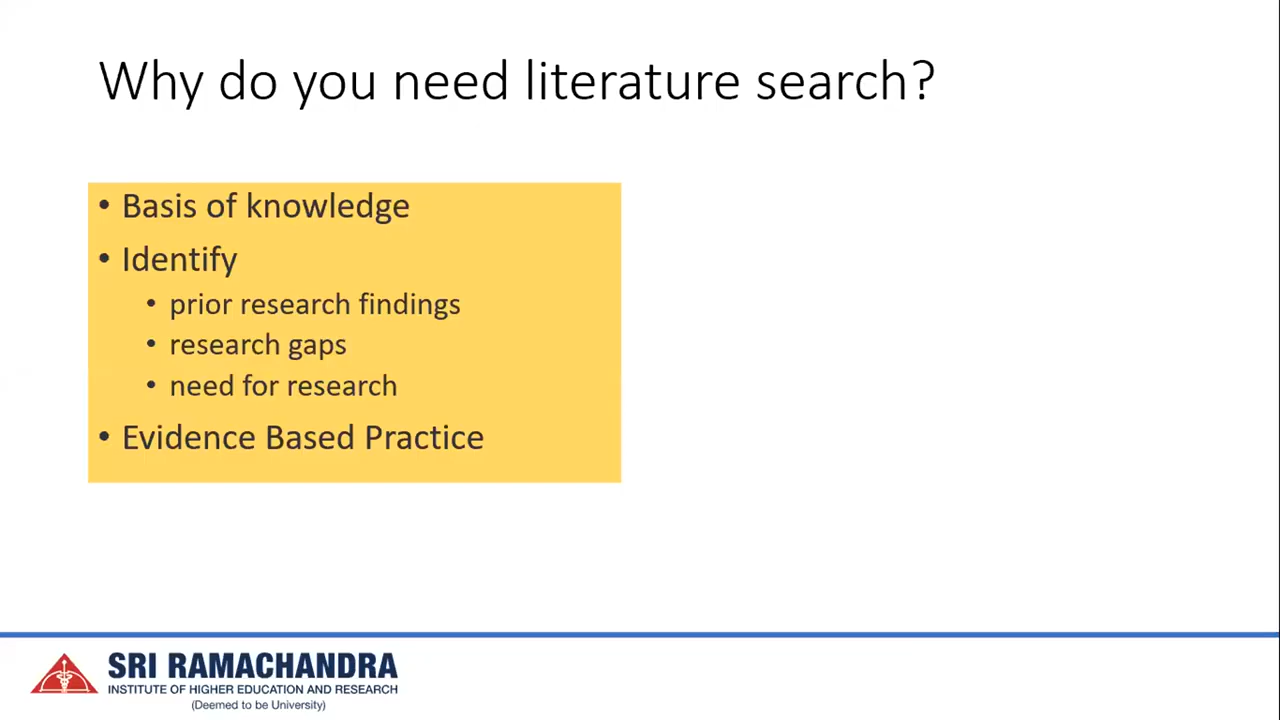 Why do you need literature search?
• Basis of knowledge
• Identify
• prior research findings
• research gaps
• need for research
• Evidence Based Practice
SRI RAMACHANDRA
INSTITUTE OF HIGHER EDUCATION AND RESEARCH
(Deemed to be University)